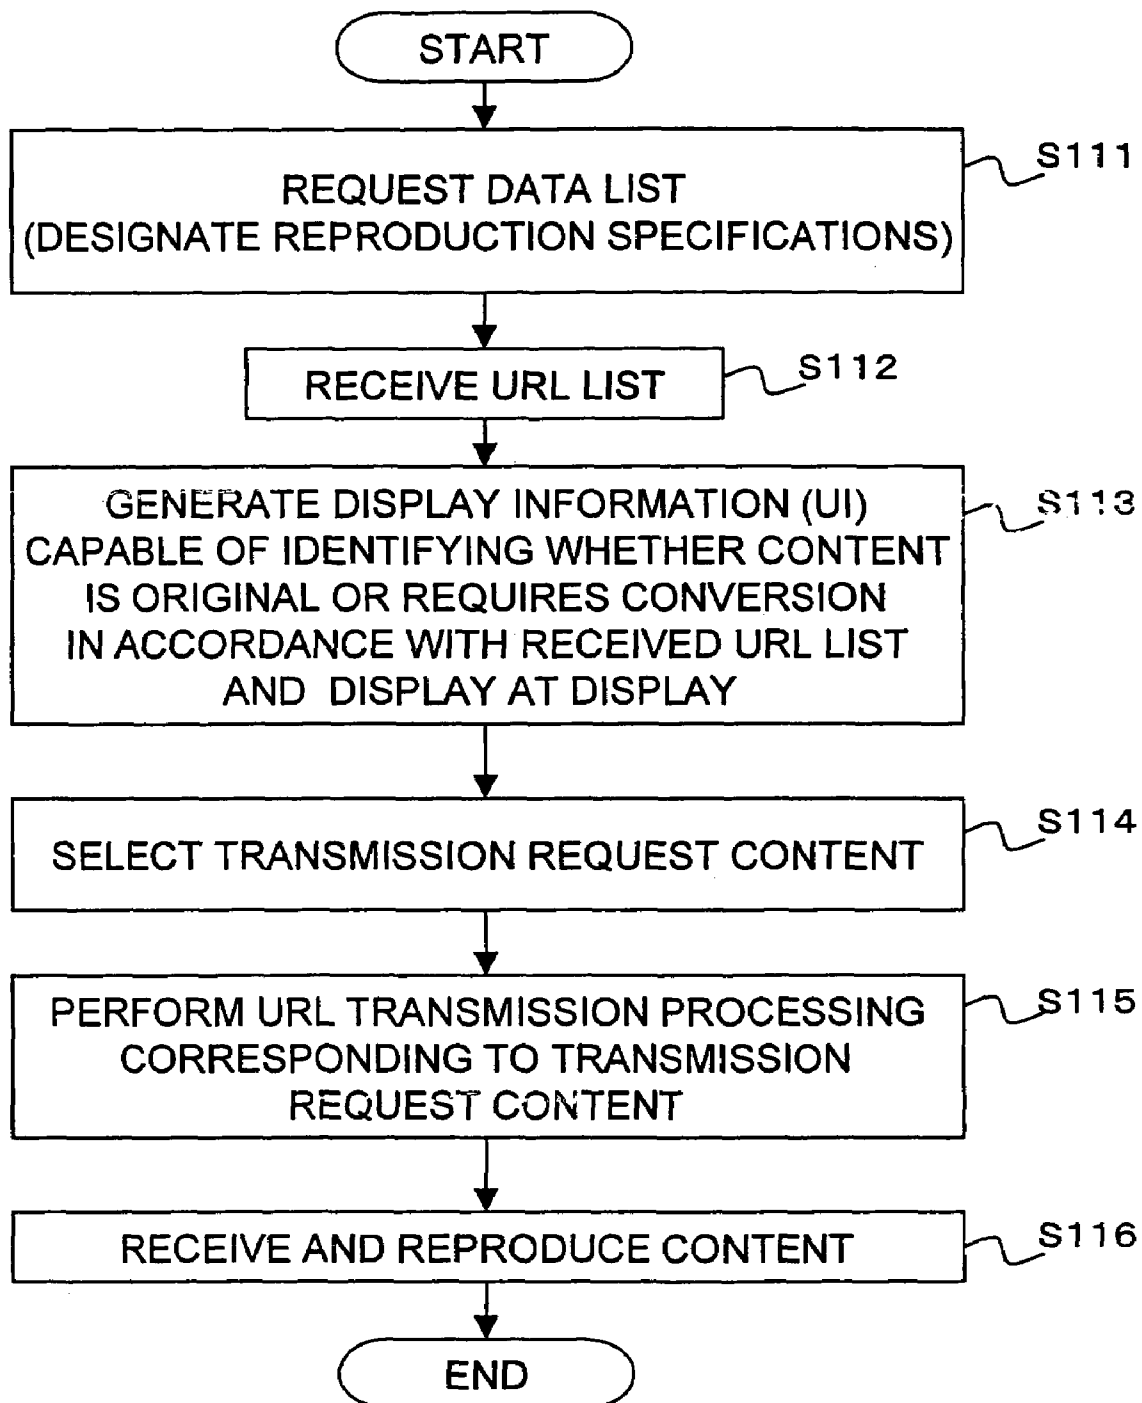 START
REQUEST DATA LIST
(DESIGNATE REPRODUCTION SPECIFICATIONS)
S111
RECEIVE URL LIST
S112
GENERATE DISPLAY INFORMATION (UI)
CAPABLE OF IDENTIFYING WHETHER CONTENT
IS ORIGINAL OR REQUIRES CONVERSION
IN ACCORDANCE WITH RECEIVED URL LIST
AND DISPLAY AT DISPLAY
S113
SELECT TRANSMISSION REQUEST CONTENT
S114
PERFORM URL TRANSMISSION PROCESSING
CORRESPONDING TO TRANSMISSION
REQUEST CONTENT
S115
RECEIVE AND REPRODUCE CONTENT
S116
END